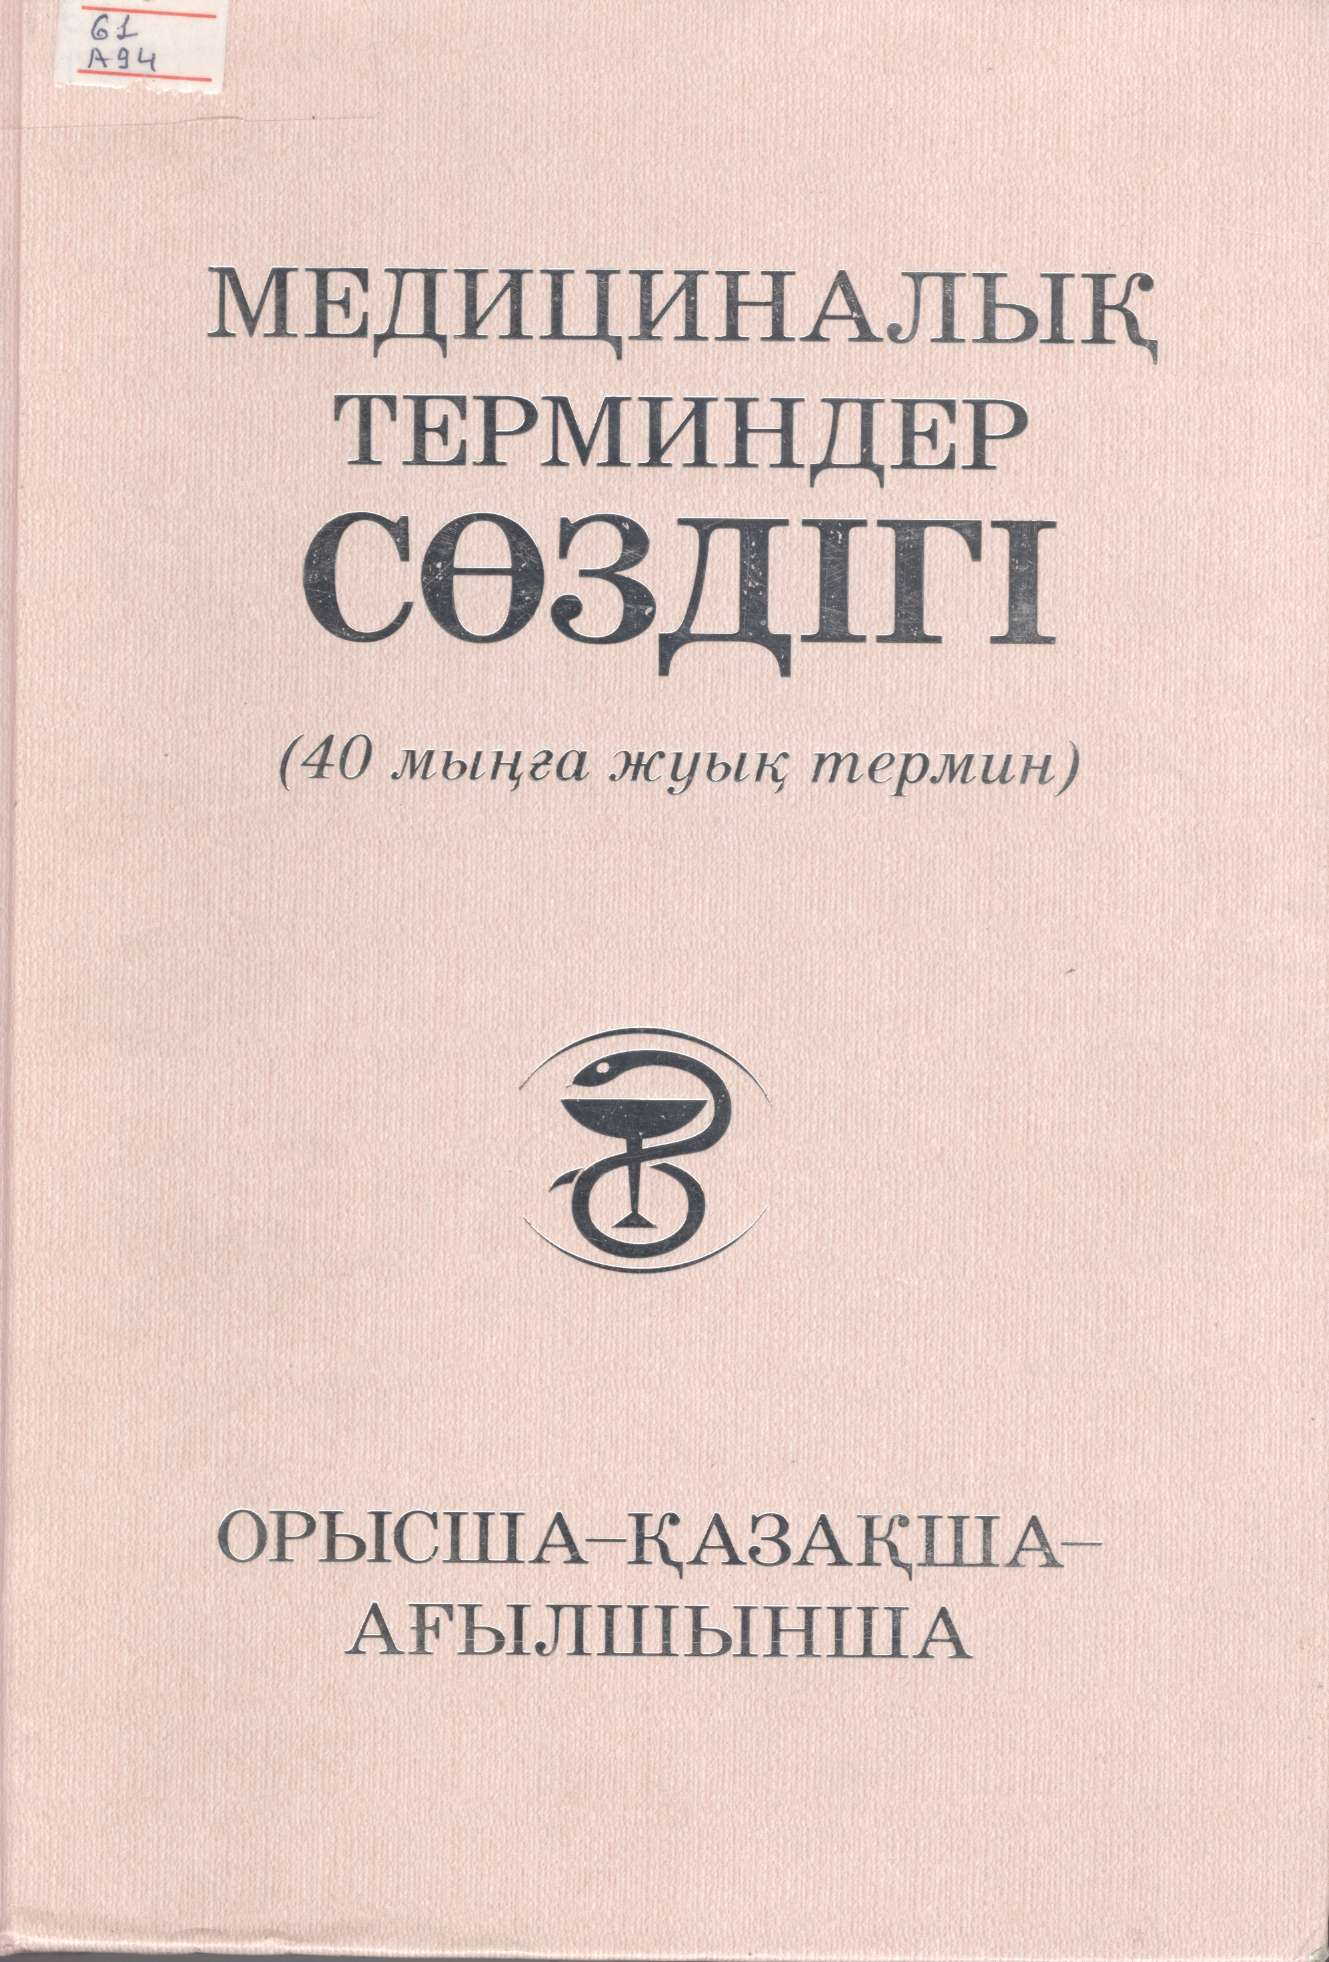 61
А94
МЕДИЦИНАЛЫҚ
ТЕРМИНДЕР
СӨЗДІГІ
(40 мыңға жуық термин)
ОРЫСША–ҚАЗАҚША–
АҒЫЛШЫНША